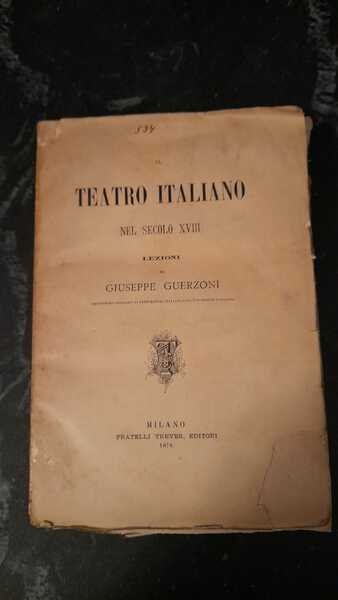 534
IL
TEATRO ITALIANO
NEL SECOLO XVIII
LEZIONI
DI
GIUSEPPE GUERZONI
MILANO
FRATELLI TREVES, EDITORI
1876.